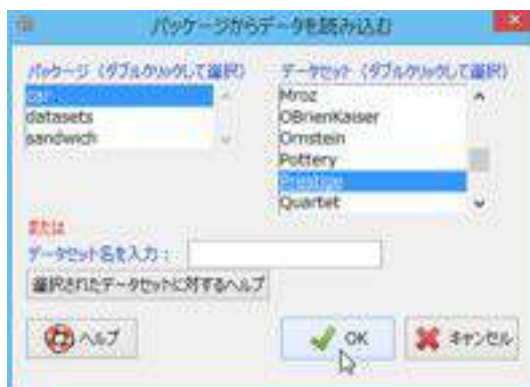 パッケージからデータを読み込む
パッケージ（ダブルクリックして選択）
car
datasets
sandwich
データセット（ダブルクリックして選択）
Mroz
OBrienKaiser
Ornstein
Pottery
Prestige
Quartet
または
データセット名を入力：
選択されたデータセットに対するヘルプ
ヘルプ
OK
キャンセル